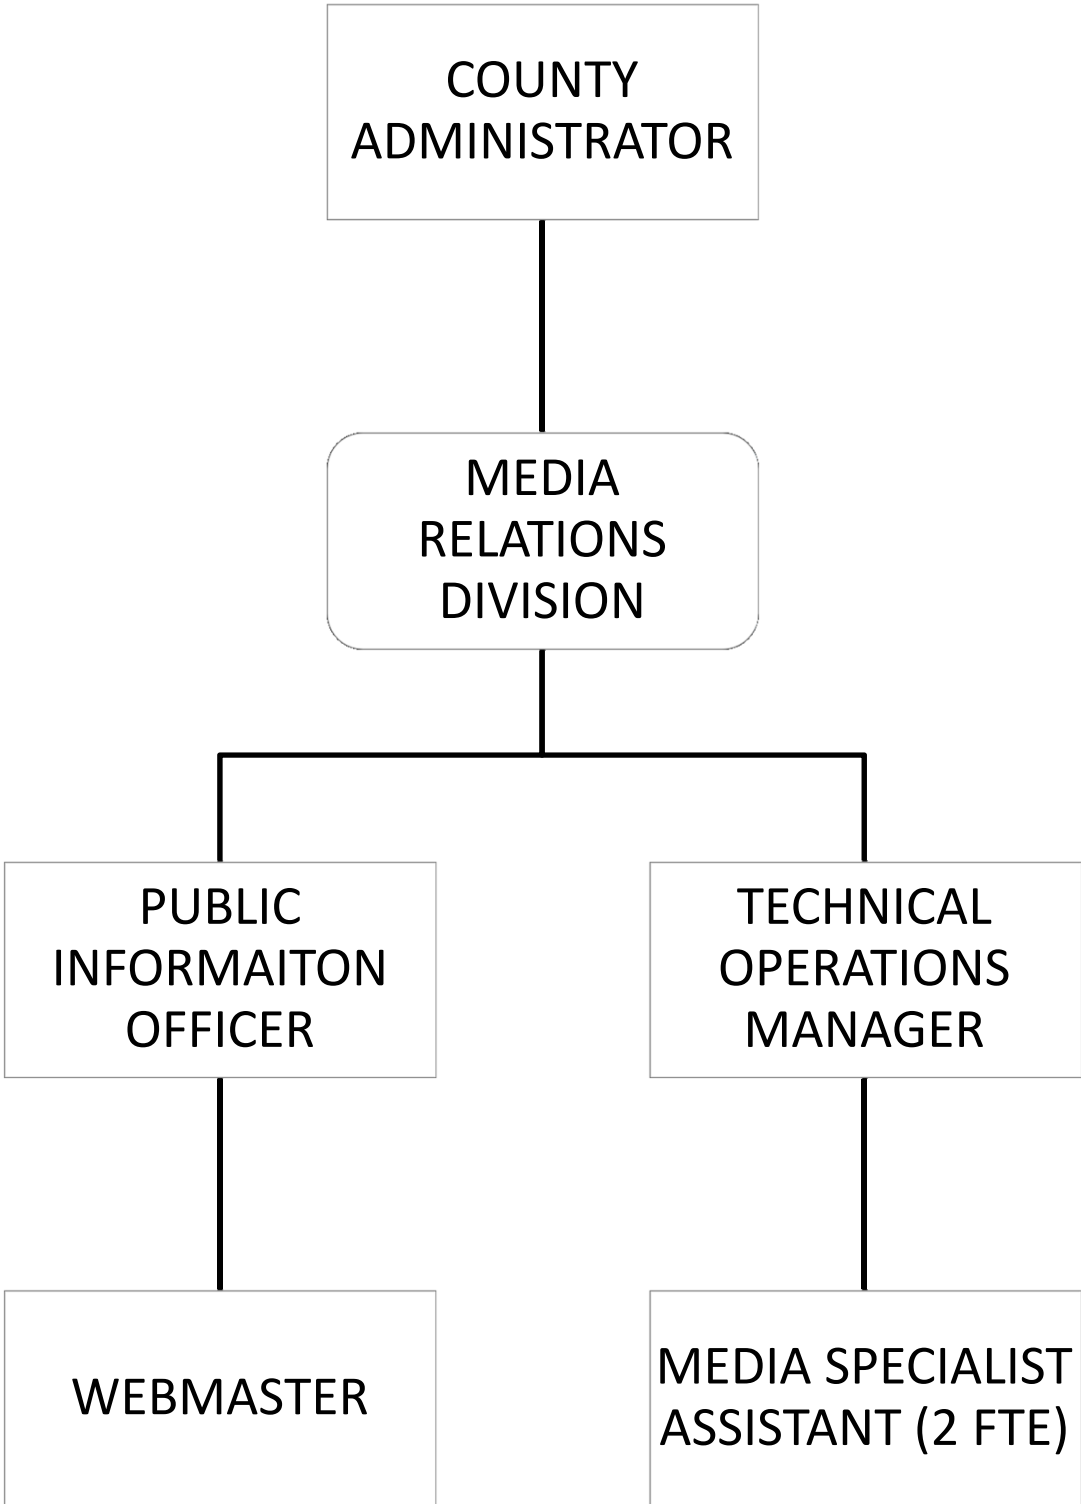 COUNTY
ADMINISTRATOR
MEDIA
RELATIONS
DIVISION
PUBLIC
INFORMAITON
OFFICER
TECHNICAL
OPERATIONS
MANAGER
WEBMASTER
MEDIA SPECIALIST
ASSISTANT (2 FTE)